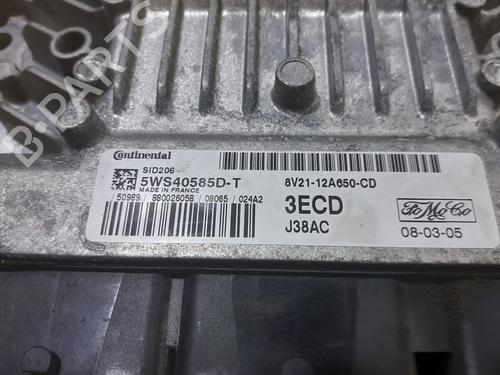 B-PARTS
Continental
SID206
5WS40585D-T
MADE IN FRANCE
8V21-12A650-CD
/ 50989 / 880026058 / 08065 / 024A2
3ECD
J38AC
FoMoCo
08-03-05